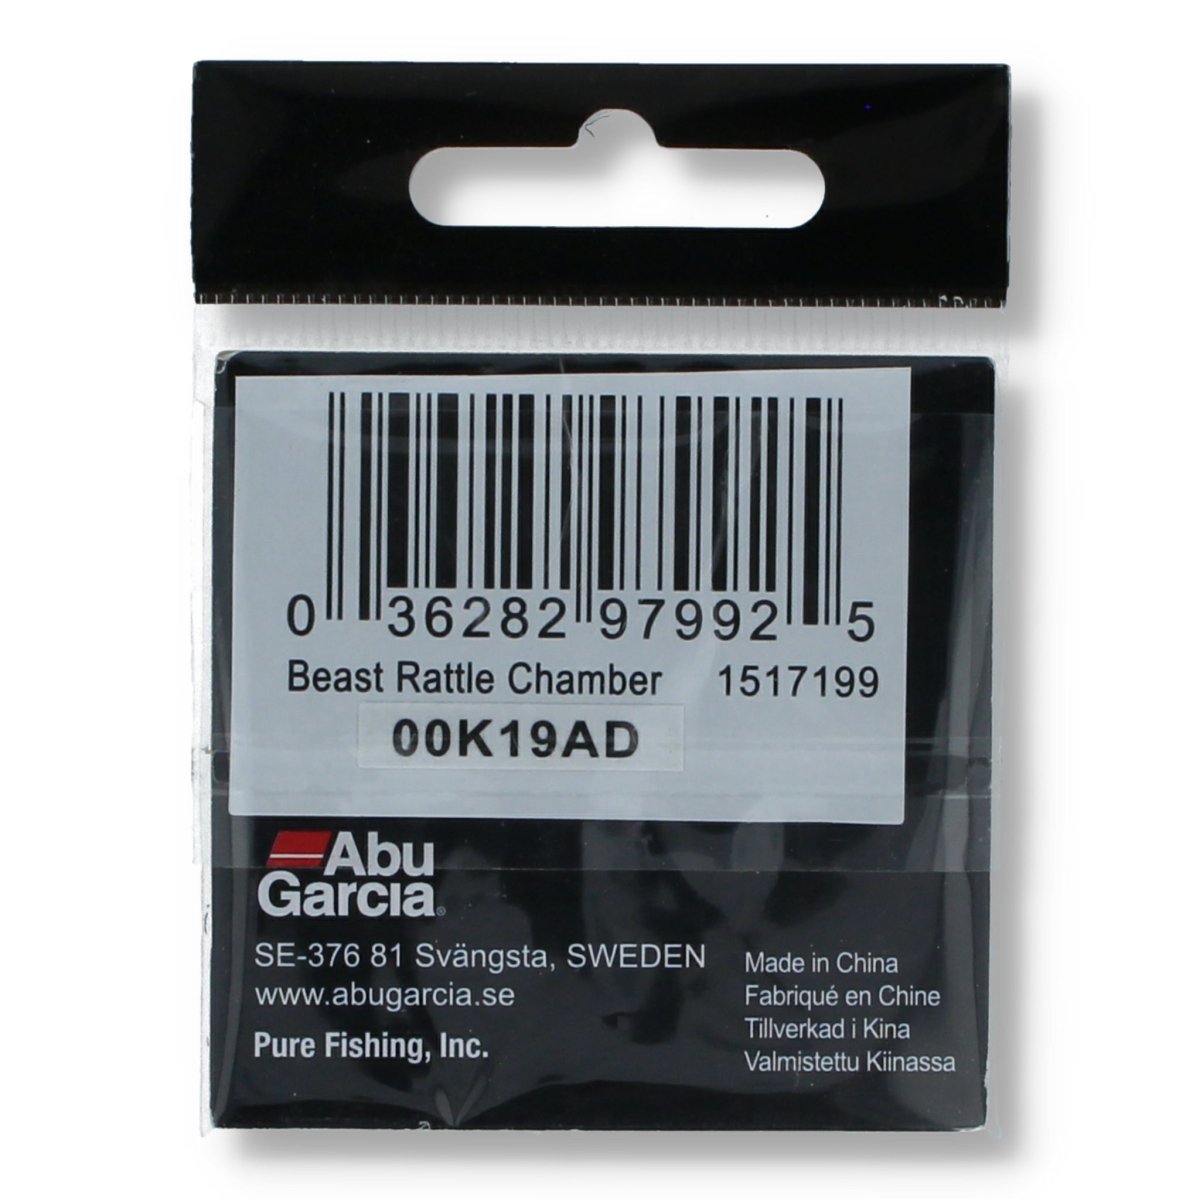 0 36282 97992 5
Beast Rattle Chamber 1517199
00K19AD
Abu
Garcia®
SE-376 81 Svängsta, SWEDEN
www.abugarcia.se
Pure Fishing, Inc.
Made in China
Fabriqué en Chine
Tillverkad i Kina
Valmistettu Kiinassa